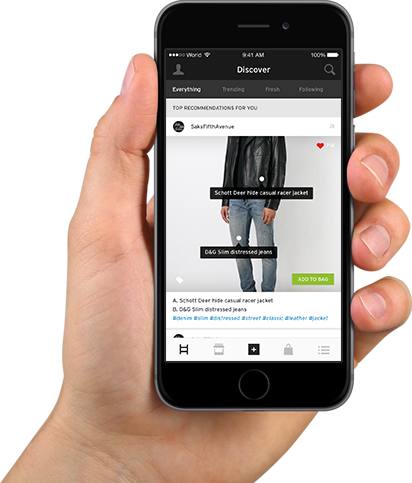 World 9:41 AM 100%
Discover
Everything Trending Fresh Following
TOP RECOMMENDATIONS FOR YOU
SaksFifthAvenue
Schott Deer hide casual racer jacket
D&G Slim distressed jeans
ADD TO BAG
A. Schott Deer hide casual racer jacket
B. D&G Slim distressed jeans
#denim #slim #distressed #street #classic #leather #jacket